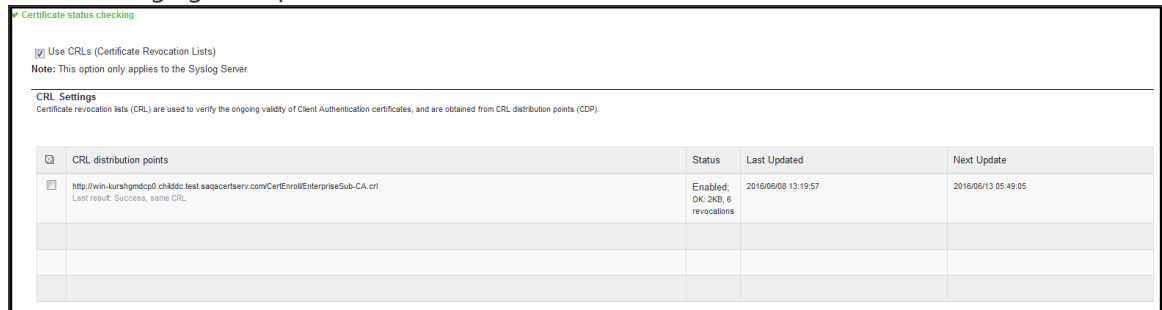 Certificate status checking
Use CRLs (Certificate Revocation Lists)
Note: This option only applies to the Syslog Server.
CRL Settings
Certificate revocation lists (CRL) are used to verify the ongoing validity of Client Authentication certificates, and are obtained from CRL distribution points (CDP).
CRL distribution points Status Last Updated Next Update
http://win-kurshgmdcp0.childdc.test.saqacertserv.com/CertEnroll/EnterpriseSub-CA.crl Enabled; 2016/06/08 13:19:57 2016/06/13 05:49:05
Last result: Success, same CRL OK: 2KB, 6
revocations